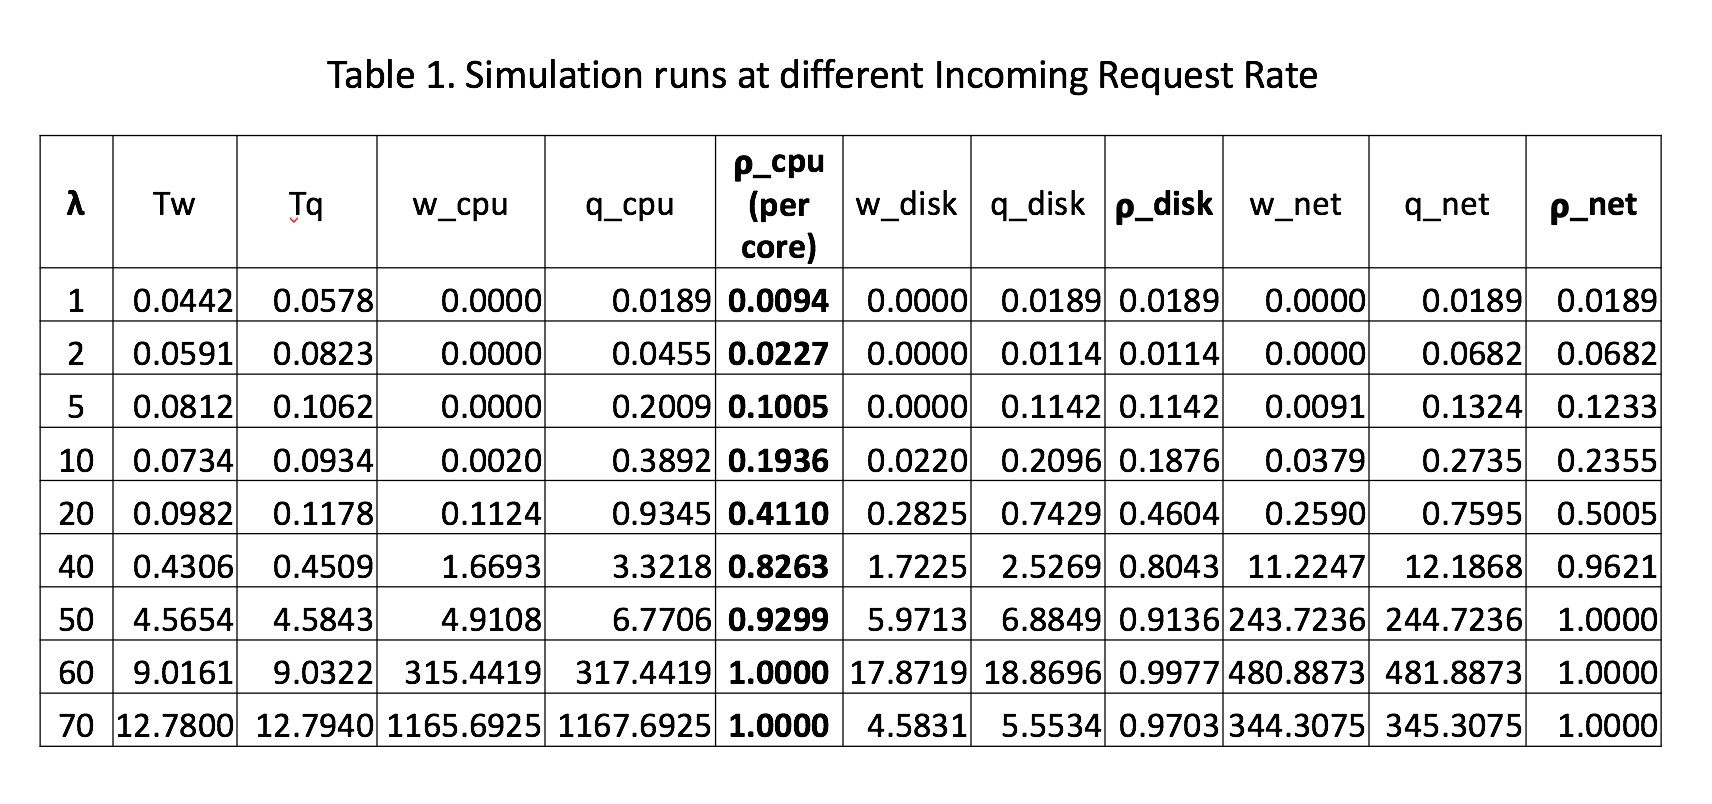 Table 1. Simulation runs at different Incoming Request Rate
λ Tw Tq w_cpu q_cpu ρ_cpu (per core) w_disk q_disk ρ_disk w_net q_net ρ_net
1 0.0442 0.0578 0.0000 0.0189 0.0094 0.0000 0.0189 0.0189 0.0000 0.0189 0.0189
2 0.0591 0.0823 0.0000 0.0455 0.0227 0.0000 0.0114 0.0114 0.0000 0.0682 0.0682
5 0.0812 0.1062 0.0000 0.2009 0.1005 0.0000 0.1142 0.1142 0.0091 0.1324 0.1233
10 0.0734 0.0934 0.0020 0.3892 0.1936 0.0220 0.2096 0.1876 0.0379 0.2735 0.2355
20 0.0982 0.1178 0.1124 0.9345 0.4110 0.2825 0.7429 0.4604 0.2590 0.7595 0.5005
40 0.4306 0.4509 1.6693 3.3218 0.8263 1.7225 2.5269 0.8043 11.2247 12.1868 0.9621
50 4.5654 4.5843 4.9108 6.7706 0.9299 5.9713 6.8849 0.9136 243.7236 244.7236 1.0000
60 9.0161 9.0322 315.4419 317.4419 1.0000 17.8719 18.8696 0.9977 480.8873 481.8873 1.0000
70 12.7800 12.7940 1165.6925 1167.6925 1.0000 4.5831 5.5534 0.9703 344.3075 345.3075 1.0000